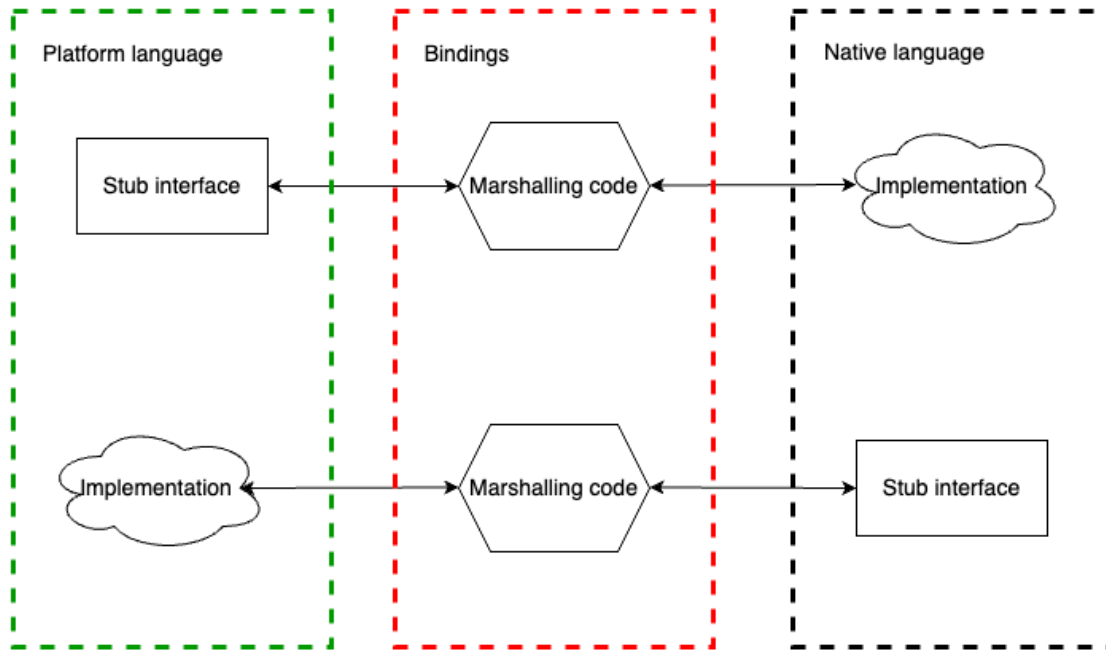 Platform language
Bindings
Native language
Stub interface
Marshalling code
Implementation
Implementation
Marshalling code
Stub interface